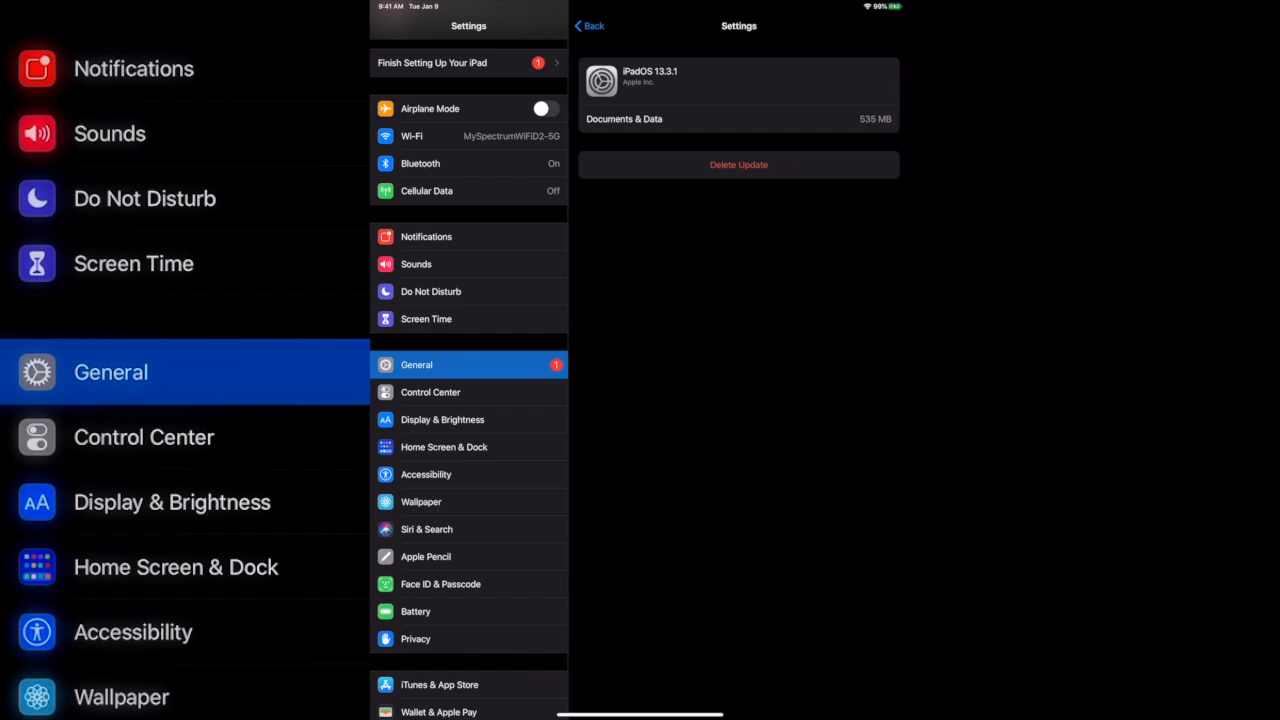 Notifications
Sounds
Do Not Disturb
Screen Time
General
Control Center
AA Display & Brightness
Home Screen & Dock
Accessibility
Wallpaper
9:41 AM Tue Jan 9
Settings
Finish Setting Up Your iPad 1
Airplane Mode
Wi-Fi MySpectrumWiFiD2-5G
Bluetooth On
Cellular Data Off
Notifications
Sounds
Do Not Disturb
Screen Time
General 1
Control Center
AA Display & Brightness
Home Screen & Dock
Accessibility
Wallpaper
Siri & Search
Apple Pencil
Face ID & Passcode
Battery
Privacy
iTunes & App Store
Wallet & Apple Pay
99%
Back
Settings
iPadOS 13.3.1
Apple Inc.
Documents & Data 535 MB
Delete Update